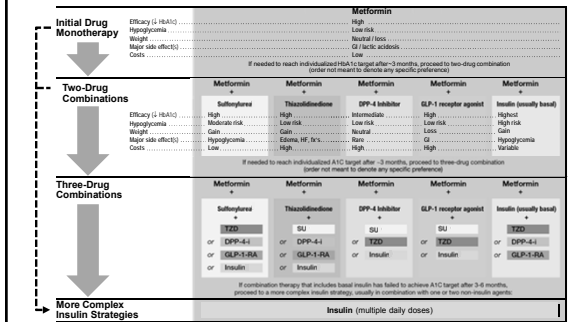 Metformin
Initial Drug Monotherapy
Efficacy (↓ HbA1c) High
Hypoglycemia Low risk
Weight Neutral / loss
Major side effect(s) GI / lactic acidosis
Costs Low
If needed to reach individualized HbA1c target after~3 months, proceed to two-drug combination
(order not meant to denote any specific preference)
Two-Drug Combinations
Metformin Metformin Metformin Metformin Metformin
+ + + + +
Sulfonylurea Thiazolidinedione DPP-4 Inhibitor GLP-1 receptor agonist Insulin (usually basal)
Efficacy (↓ HbA1c) High High Intermediate High Highest
Hypoglycemia Moderate risk Low risk Low risk Low risk High risk
Weight Gain Gain Neutral Loss Gain
Major side effect(s) Hypoglycemia Edema, HF, fx's Rare GI Hypoglycemia
Costs Low High High High Variable
If needed to reach individualized A1C target after ~3 months, proceed to three-drug combination
(order not meant to denote any specific preference)
Three-Drug Combinations
Metformin Metformin Metformin Metformin Metformin
+ + + + +
Sulfonylurea Thiazolidinedione DPP-4 Inhibitor GLP-1 receptor agonist Insulin (usually basal)
+ + + + +
TZD SU SU SU TZD
or DPP-4-i or DPP-4-i or TZD or TZD or DPP-4-i
or GLP-1-RA or GLP-1-RA or Insulin or Insulin or GLP-1-RA
or Insulin or Insulin
If combination therapy that includes basal insulin has failed to achieve A1C target after 3-6 months,
proceed to a more complex insulin strategy, usually in combination with one or two non-insulin agents:
More Complex Insulin Strategies
Insulin (multiple daily doses)